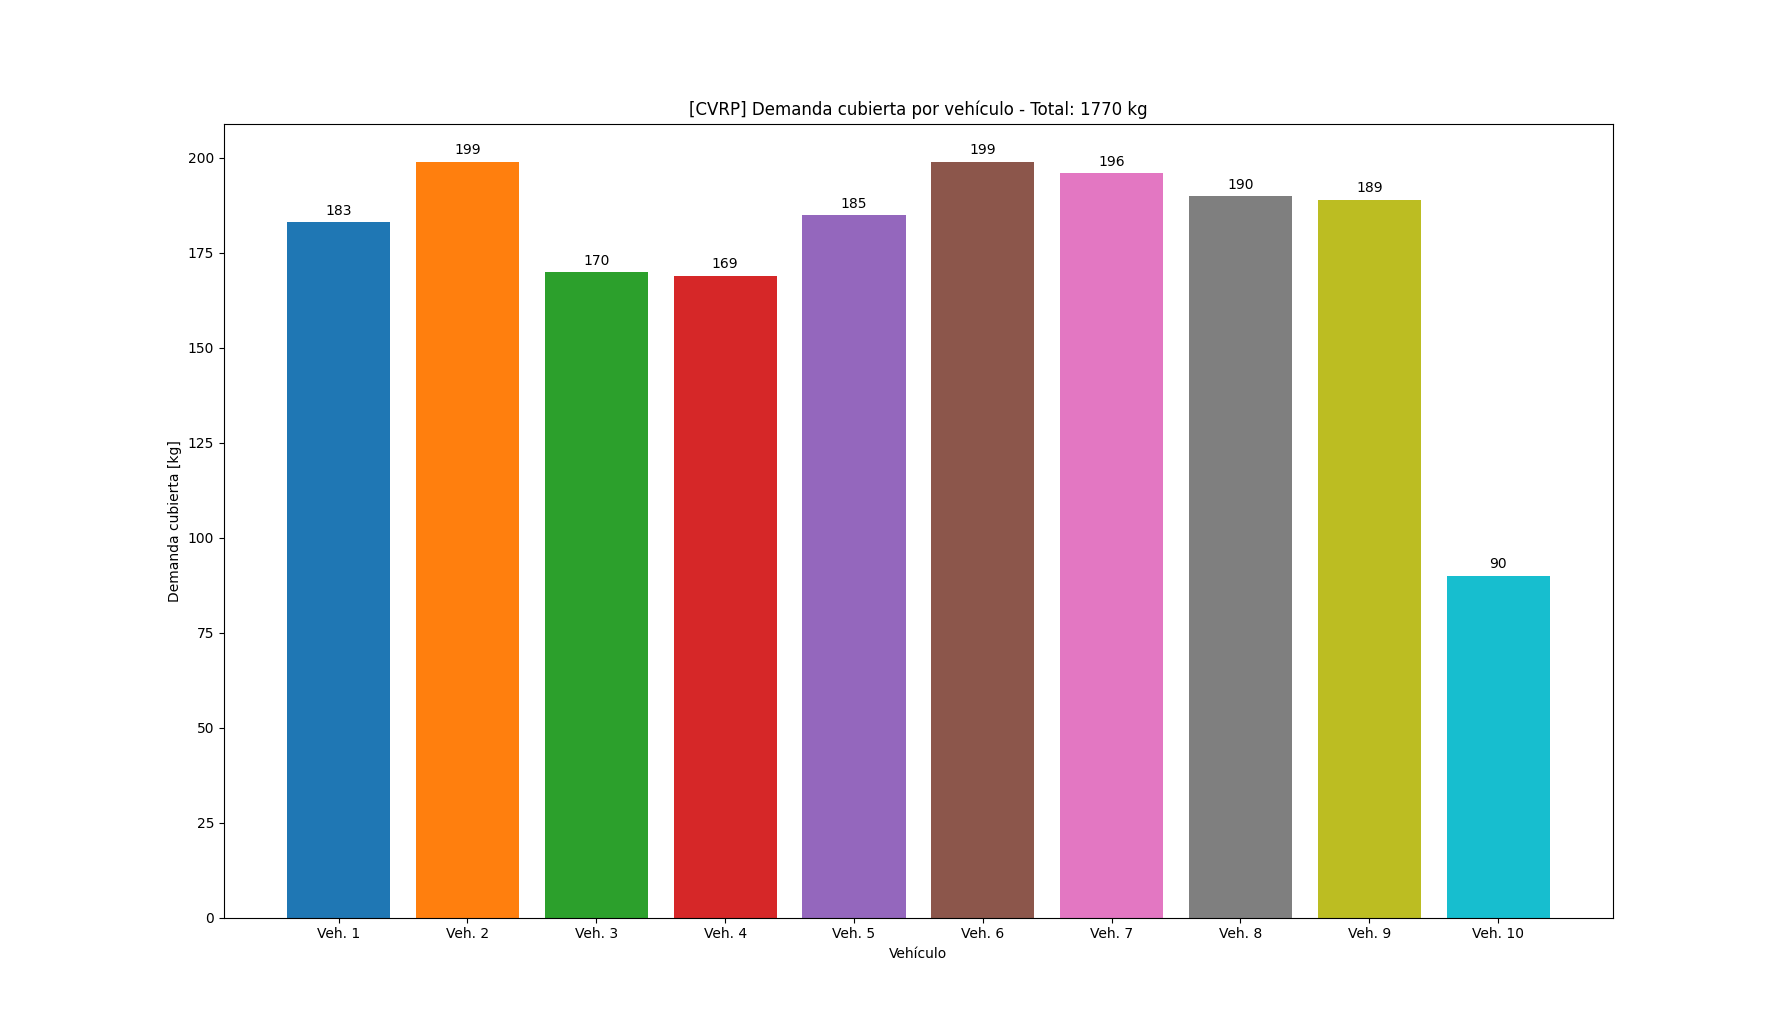 [CVRP] Demanda cubierta por vehículo - Total: 1770 kg
200
175
150
125
100
75
50
25
0
Demanda cubierta [kg]
183
199
170
169
185
199
196
190
189
90
Veh. 1
Veh. 2
Veh. 3
Veh. 4
Veh. 5
Veh. 6
Veh. 7
Veh. 8
Veh. 9
Veh. 10
Vehículo